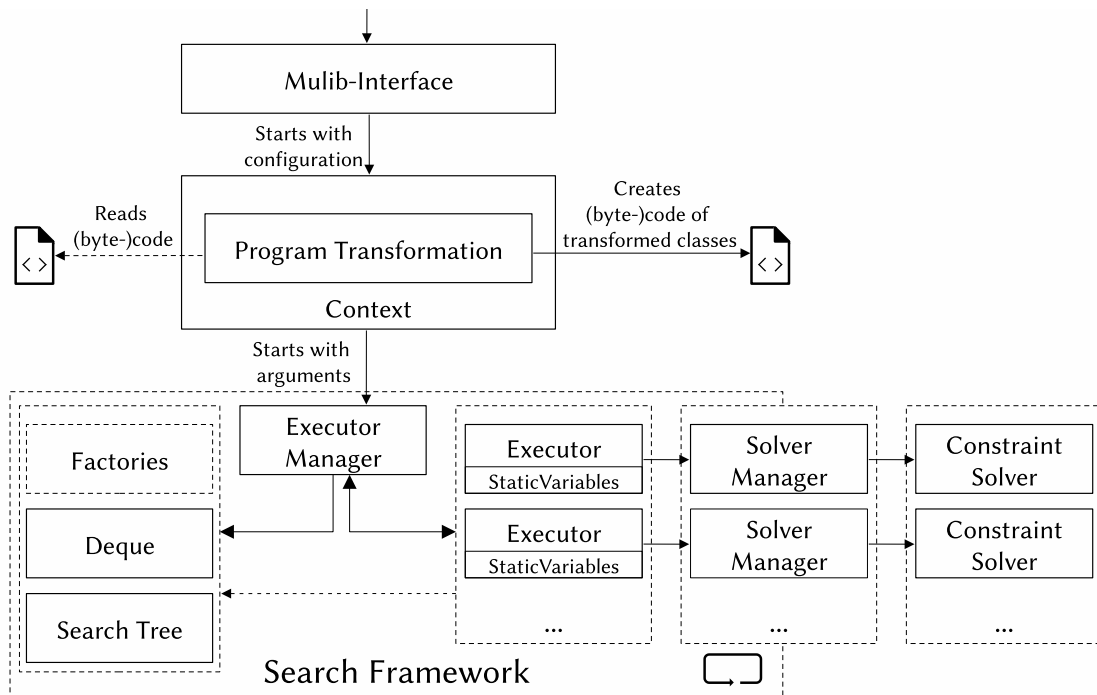 Mulib-Interface
Starts with
configuration
Reads
(byte-)code
Creates
(byte-)code of
transformed classes
< >
Program Transformation
< >
Context
Starts with
arguments
Executor
Manager
Factories
Deque
Search Tree
Executor
StaticVariables
Executor
StaticVariables
...
Solver
Manager
Solver
Manager
...
Constraint
Solver
Constraint
Solver
...
Search Framework